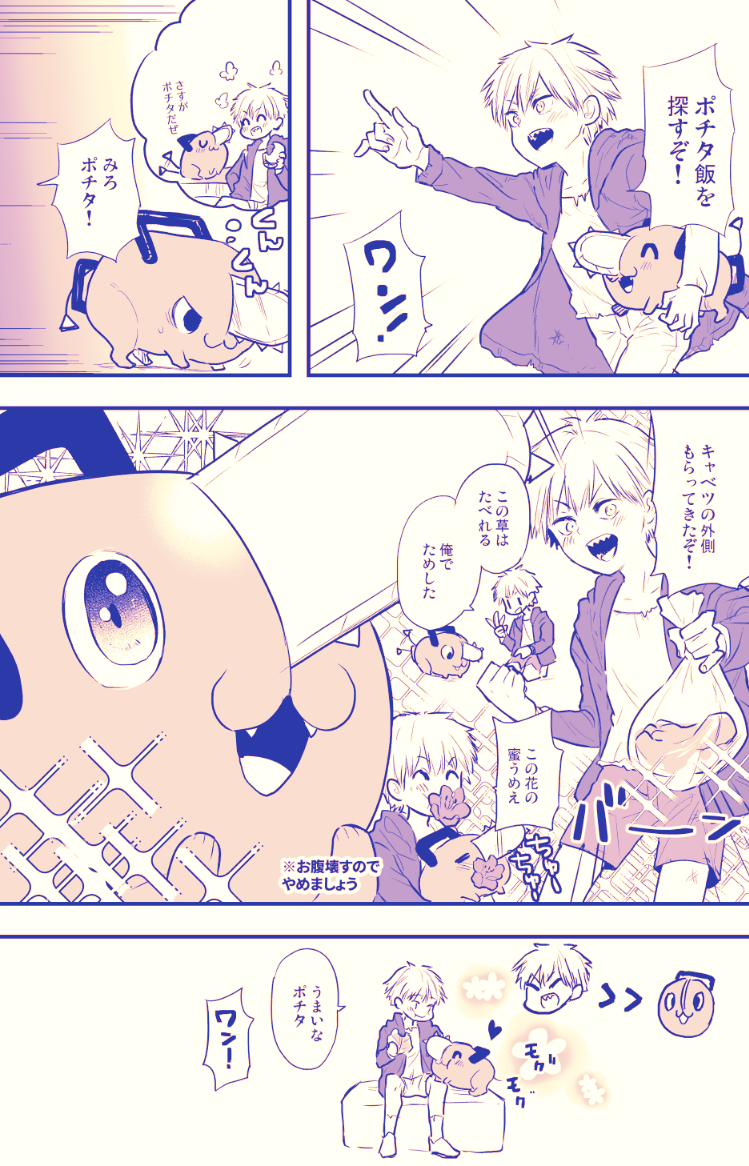 ポチタ飯を
探すぞ！
ワン!!
さすが
ポチタだぜ
みろ
ポチタ！
キャベツの外側
もらってきたぞ！
この草は
たべれる
俺で
ためした
この花の
蜜うめえ
バーン
ちゅー
ちゅー
※お腹壊すので
やめましょう
モグ
モグ
うまいな
ポチタ
ワン！